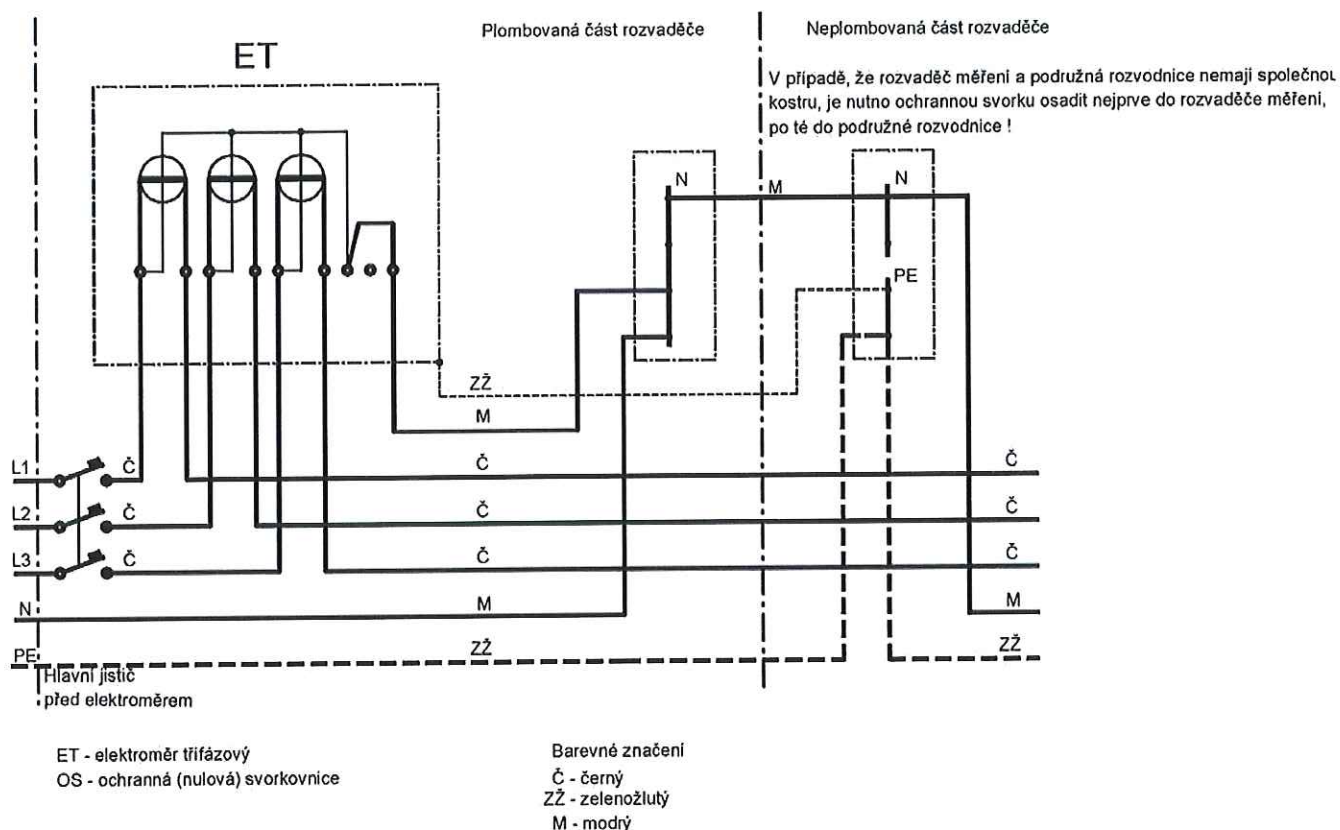 Plombovaná část rozvaděče
Neplombovaná část rozvaděče
ET
V případě, že rozvaděč měření a podružná rozvodnice nemají společnou
kostru, je nutno ochrannou svorku osadit nejprve do rozvaděče měření,
po té do podružné rozvodnice !
N
M
N
PE
ZŽ
M
L1
Č
Č
Č
L2
Č
Č
Č
L3
Č
Č
Č
N
M
M
PE
ZŽ
ZŽ
Hlavní jistič
před elektroměrem
ET - elektroměr třífázový
OS - ochranná (nulová) svorkovnice
Barevné značení
Č - černý
ZŽ - zelenožlutý
M - modrý